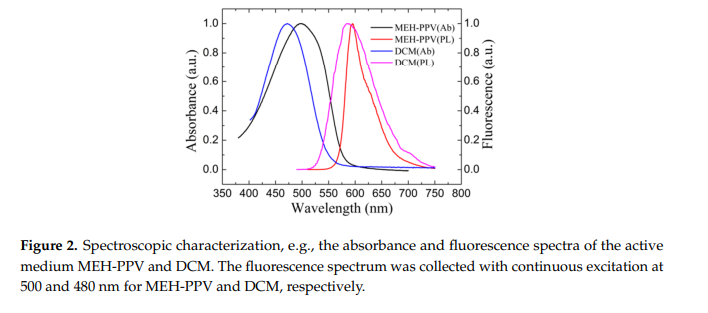 1.0
0.8
0.6
0.4
0.2
0.0
Absorbance (a.u.)
MEH-PPV(Ab)
MEH-PPV(PL)
DCM(Ab)
DCM(PL)
1.0
0.8
0.6
0.4
0.2
0.0
Fluorescence (a.u.)
350 400 450 500 550 600 650 700 750 800
Wavelength (nm)
Figure 2. Spectroscopic characterization, e.g., the absorbance and fluorescence spectra of the active
medium MEH-PPV and DCM. The fluorescence spectrum was collected with continuous excitation at
500 and 480 nm for MEH-PPV and DCM, respectively.